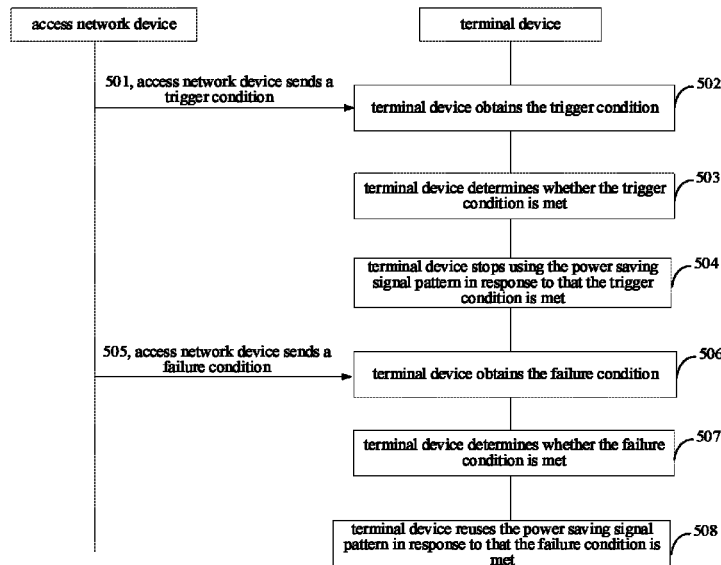 access network device
terminal device
501, access network device sends a
trigger condition
502
terminal device obtains the trigger condition
503
terminal device determines whether the trigger
condition is met
504
terminal device stops using the power saving
signal pattern in response to that the trigger
condition is met
505, access network device sends a
failure condition
506
terminal device obtains the failure condition
507
terminal device determines whether the failure
condition is met
508
terminal device reuses the power saving signal
pattern in response to that the failure condition is
met